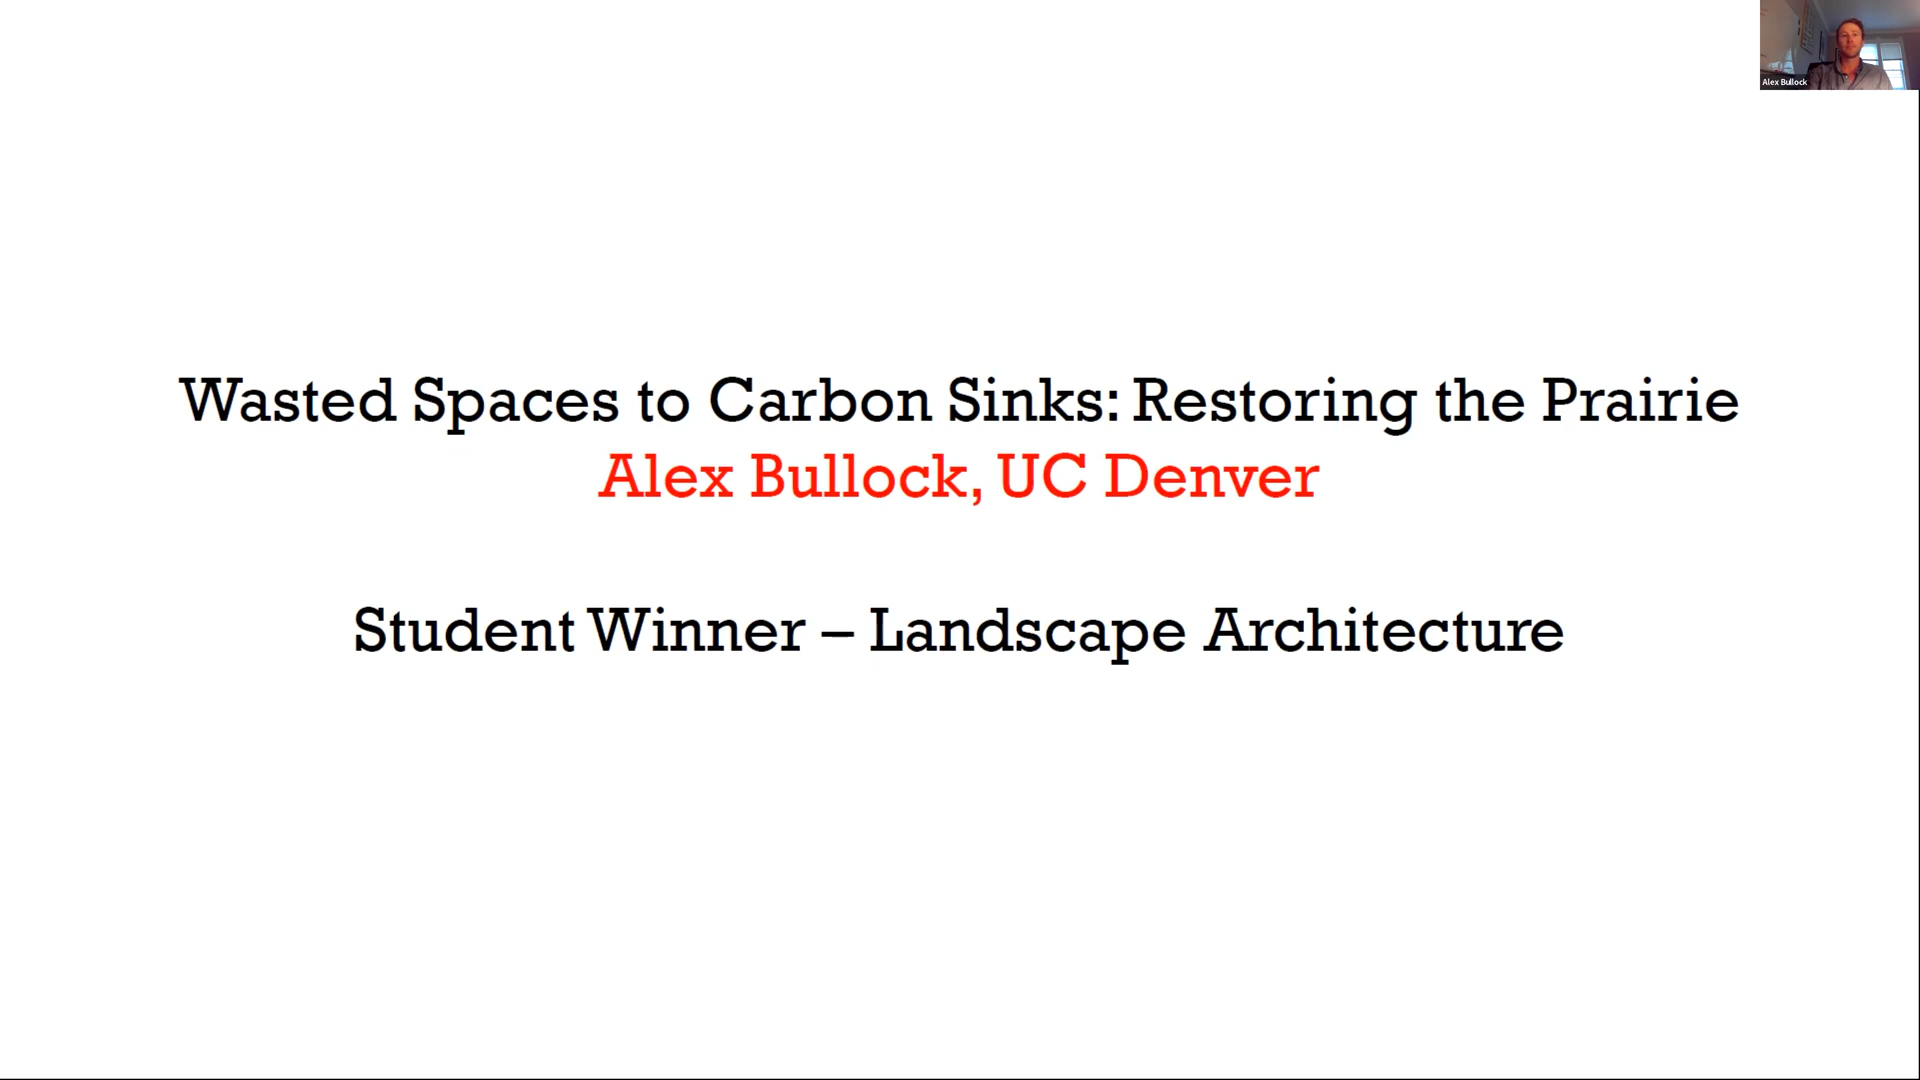 Alex Bullock
Wasted Spaces to Carbon Sinks: Restoring the Prairie
Alex Bullock, UC Denver
Student Winner – Landscape Architecture